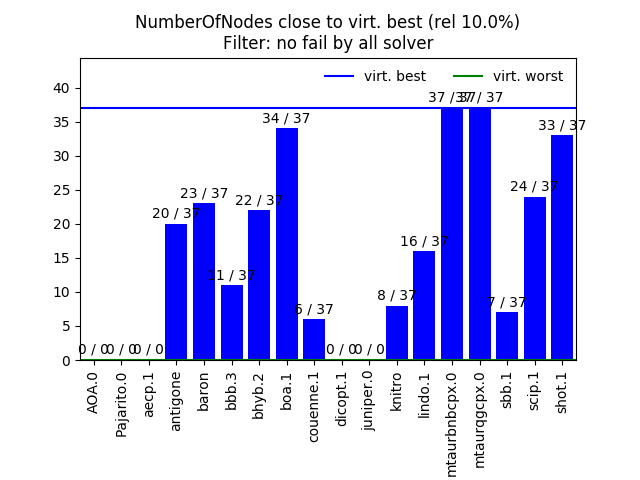 NumberOfNodes close to virt. best (rel 10.0%)
Filter: no fail by all solver
virt. best
virt. worst
40
35
30
25
20
15
10
5
0
0 / 0
0 / 0
0 / 0
20 / 37
23 / 37
11 / 37
22 / 37
34 / 37
6 / 37
0 / 0
0 / 0
8 / 37
16 / 37
37 / 37
37 / 37
7 / 37
24 / 37
33 / 37
AOA.0
Pajarito.0
aecp.1
antigone
baron
bbb.3
bhyb.2
boa.1
couenne.1
dicopt.1
juniper.0
knitro
lindo.1
mtaurbnbcpx.0
mtaurqgcpx.0
sbb.1
scip.1
shot.1